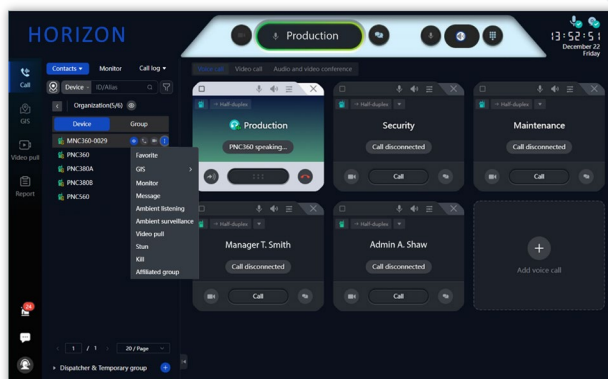 HORIZON
Production
13:52:51
December 22
Friday
Call
GIS
Video pull
Report
24
Contacts
Monitor
Call log
Device
ID/Alias
Organization(5/6)
Device
Group
MNC360-0029
PNC360
PNC380A
PNC380B
PNC560
Favorite
GIS
Monitor
Message
Ambient listening
Ambient surveillance
Video pull
Stun
Kill
Affiliated group
1 / 1
20 / Page
Dispatcher & Temporary group
Voice call
Video call
Audio and video conference
Half-duplex
Production
PNC360 speaking...
Half-duplex
Security
Call disconnected
Call
Half-duplex
Maintenance
Call disconnected
Call
Half-duplex
Manager T. Smith
Call disconnected
Call
Half-duplex
Admin A. Shaw
Call disconnected
Call
Add voice call